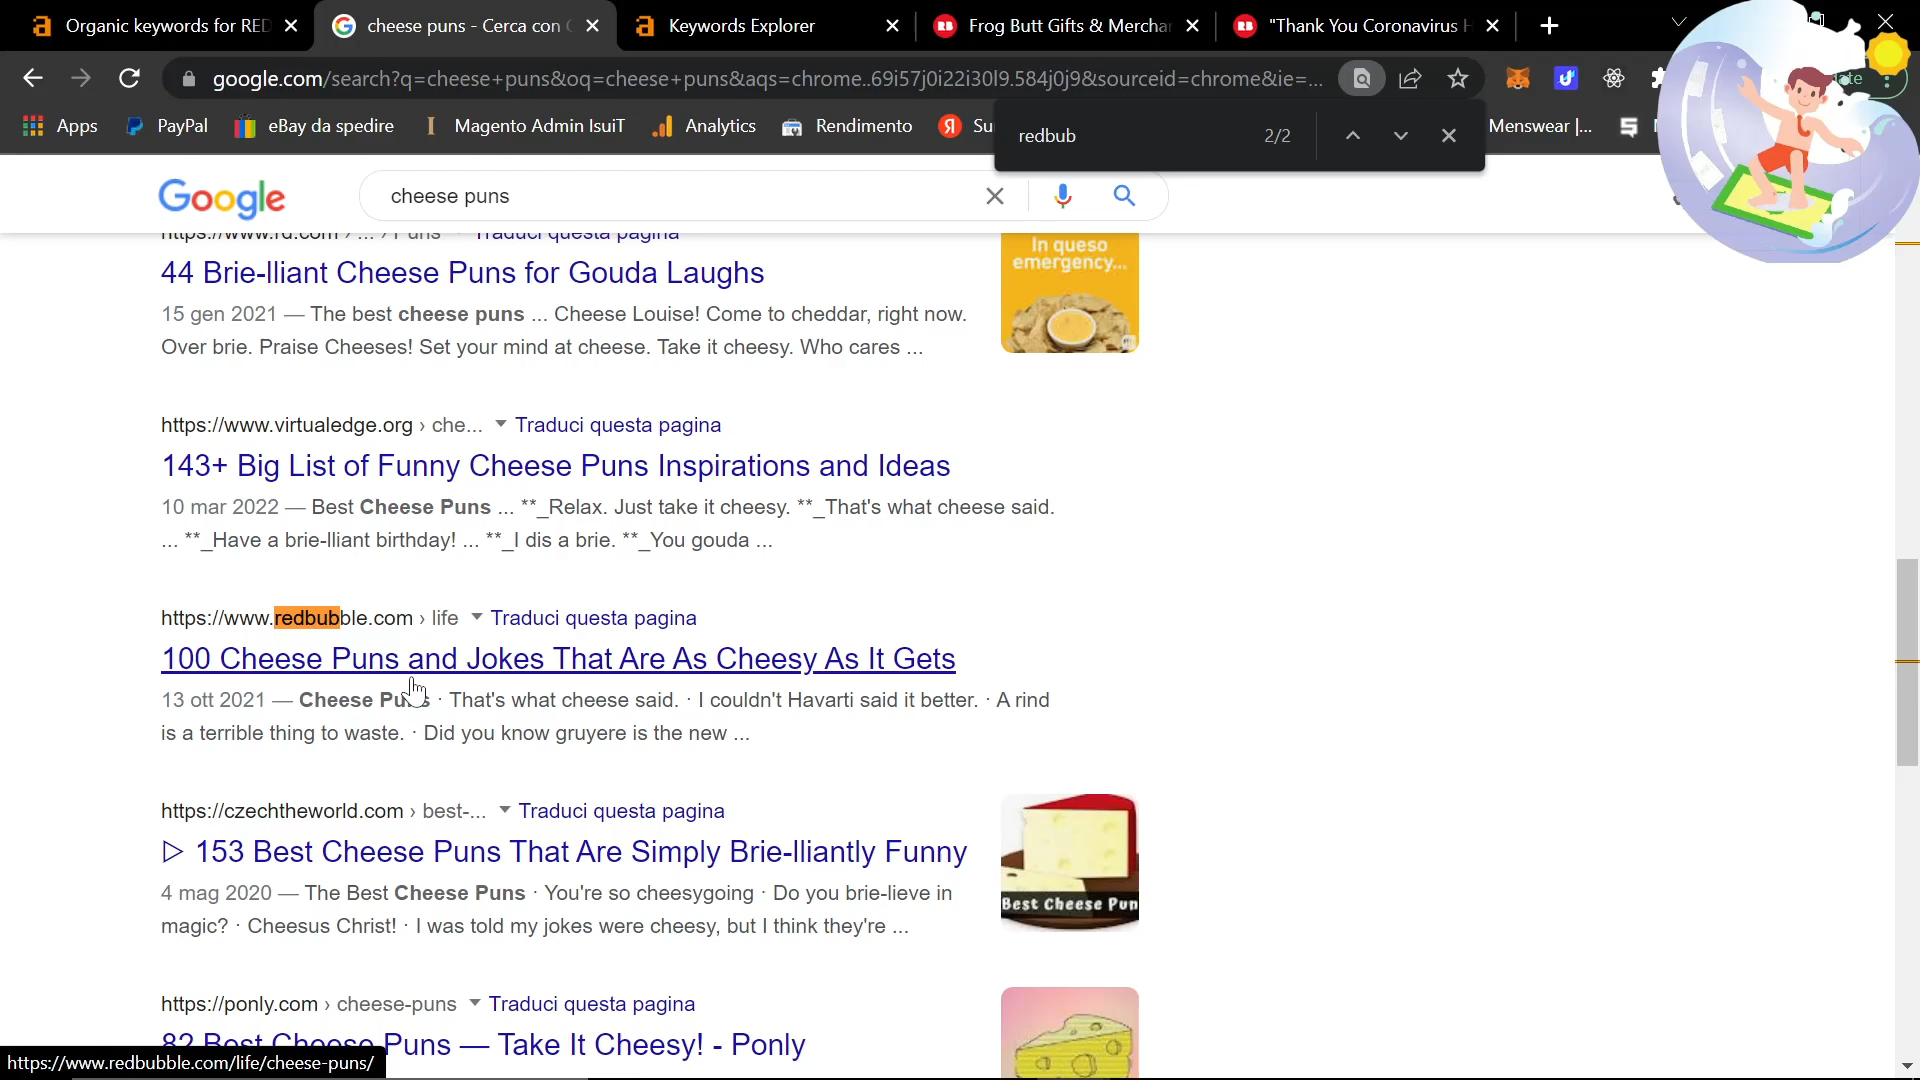 Organic keywords for RED
cheese puns - Cerca con
Keywords Explorer
Frog Butt Gifts & Mercha
"Thank You Coronavirus H
google.com/search?q=cheese+puns&oq=cheese+puns&aqs=chrome..69i57j0i22i30l9.584j0j9&sourceid=chrome&ie=...
Apps
PayPal
eBay da spedire
Magento Admin IsuiT
Analytics
Rendimento
Su
Menswear |...
redbub
2/2
Google
cheese puns
Traduci questa pagina
44 Brie-lliant Cheese Puns for Gouda Laughs
15 gen 2021 — The best cheese puns ... Cheese Louise! Come to cheddar, right now.
Over brie. Praise Cheeses! Set your mind at cheese. Take it cheesy. Who cares ...
In queso
emergency...
https://www.virtualedge.org › che... Traduci questa pagina
143+ Big List of Funny Cheese Puns Inspirations and Ideas
10 mar 2022 — Best Cheese Puns ... **_Relax. Just take it cheesy. **_That's what cheese said.
... **_Have a brie-lliant birthday! ... **_I dis a brie. **_You gouda ...
https://www.redbubble.com › life Traduci questa pagina
100 Cheese Puns and Jokes That Are As Cheesy As It Gets
13 ott 2021 — Cheese Puns · That's what cheese said. · I couldn't Havarti said it better. · A rind
is a terrible thing to waste. · Did you know gruyere is the new ...
https://czechtheworld.com › best-... Traduci questa pagina
▷ 153 Best Cheese Puns That Are Simply Brie-lliantly Funny
4 mag 2020 — The Best Cheese Puns · You're so cheesygoing · Do you brie-lieve in
magic? · Cheesus Christ! · I was told my jokes were cheesy, but I think they're ...
Best Cheese Pun
https://ponly.com › cheese-puns Traduci questa pagina
82 Best Cheese Puns — Take It Cheesy! - Ponly
https://www.redbubble.com/life/cheese-puns/